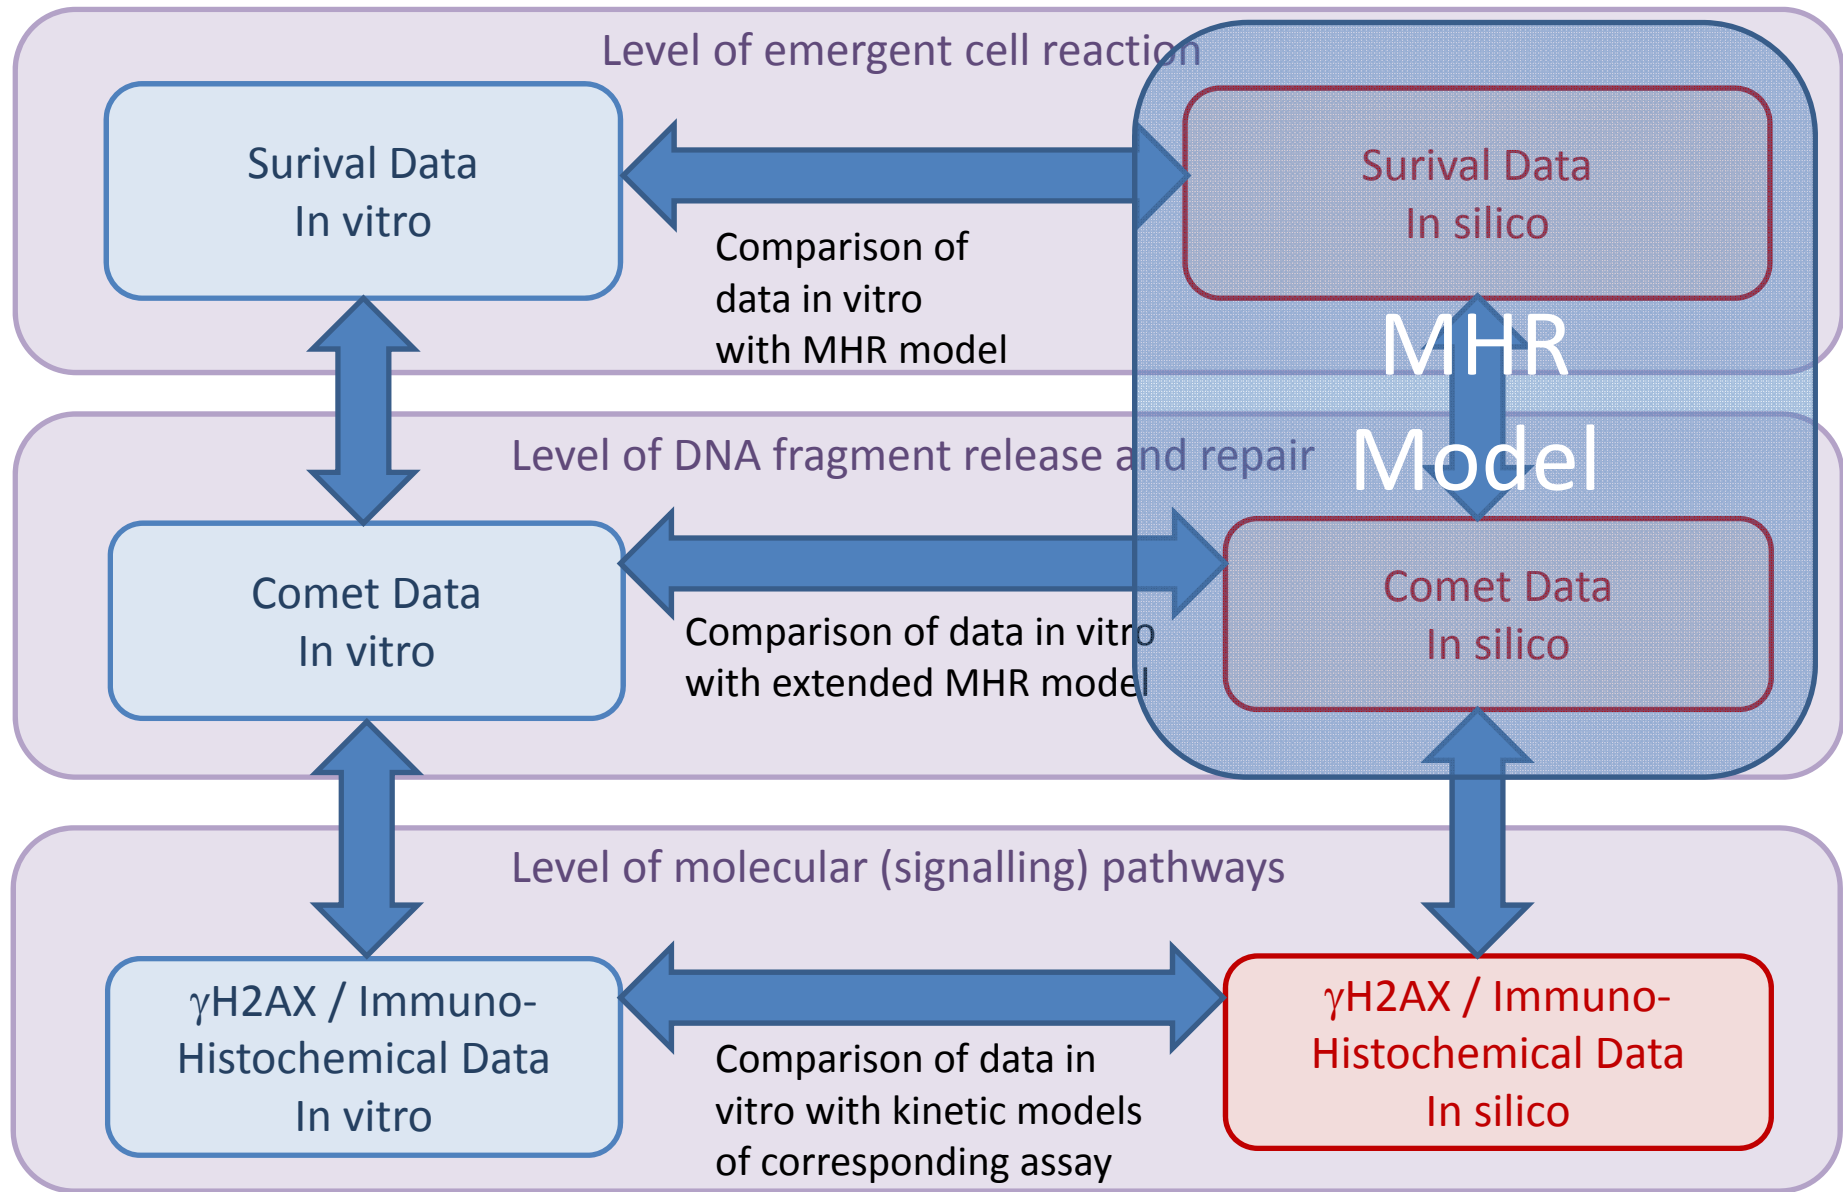 Level of emergent cell reaction
Surival Data
In vitro
Comparison of
data in vitro
with MHR model
Surival Data
In silico
MHR
Model
Level of DNA fragment release and repair
Comet Data
In vitro
Comparison of data in vitro
with extended MHR model
Comet Data
In silico
Level of molecular (signalling) pathways
γH2AX / Immuno-
Histochemical Data
In vitro
Comparison of data in
vitro with kinetic models
of corresponding assay
γH2AX / Immuno-
Histochemical Data
In silico